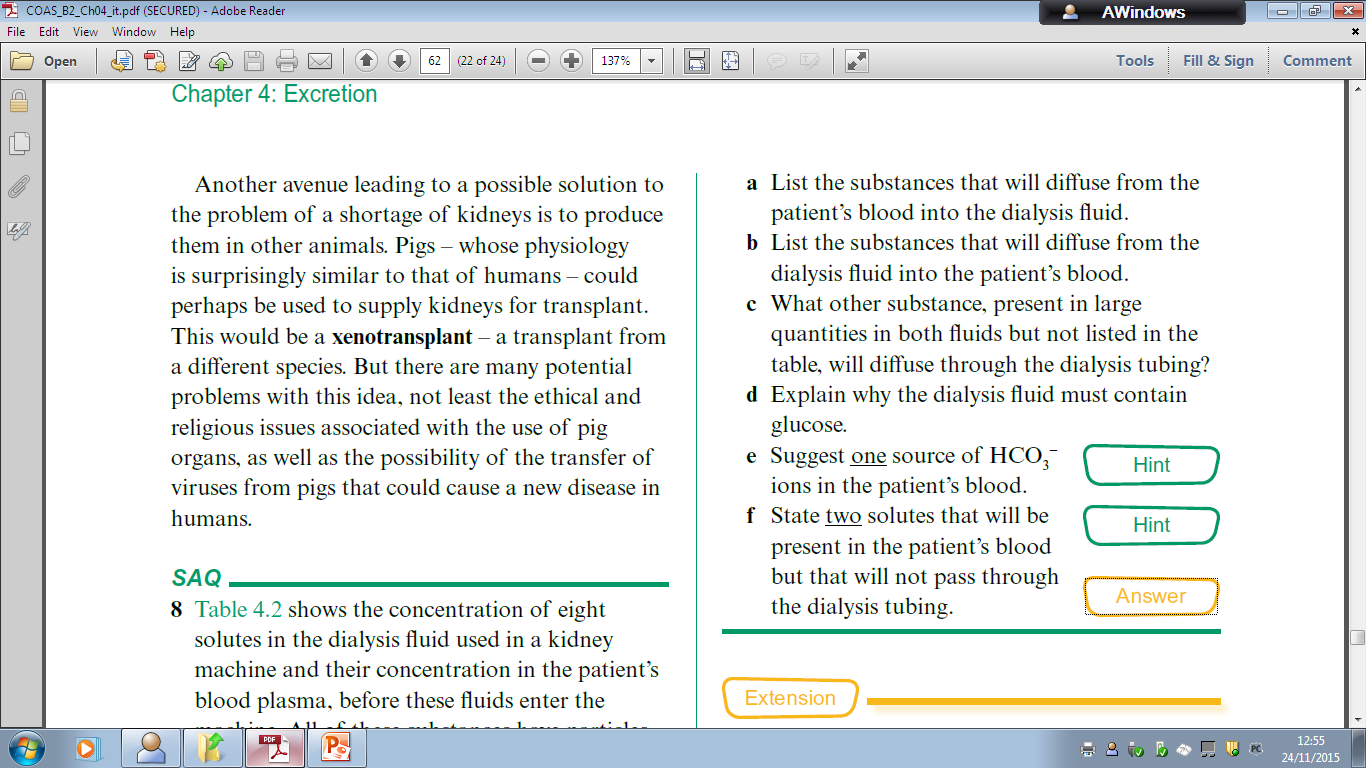 COAS_B2_Ch04_it.pdf (SECURED) - Adobe Reader
AWindows
File Edit View Window Help
Open
62 (22 of 24)
137%
Tools Fill & Sign Comment
Chapter 4: Excretion
Another avenue leading to a possible solution to
the problem of a shortage of kidneys is to produce
them in other animals. Pigs – whose physiology
is surprisingly similar to that of humans – could
perhaps be used to supply kidneys for transplant.
This would be a xenotransplant – a transplant from
a different species. But there are many potential
problems with this idea, not least the ethical and
religious issues associated with the use of pig
organs, as well as the possibility of the transfer of
viruses from pigs that could cause a new disease in
humans.
SAQ
8 Table 4.2 shows the concentration of eight
solutes in the dialysis fluid used in a kidney
machine and their concentration in the patient's
blood plasma, before these fluids enter the
machine. All of these substances have particles
a List the substances that will diffuse from the
patient's blood into the dialysis fluid.
b List the substances that will diffuse from the
dialysis fluid into the patient's blood.
c What other substance, present in large
quantities in both fluids but not listed in the
table, will diffuse through the dialysis tubing?
d Explain why the dialysis fluid must contain
glucose.
e Suggest one source of HCO₃⁻
ions in the patient's blood.
Hint
f State two solutes that will be
present in the patient's blood
but that will not pass through
the dialysis tubing.
Hint
Answer
Extension
PDF
PC
12:55
24/11/2015